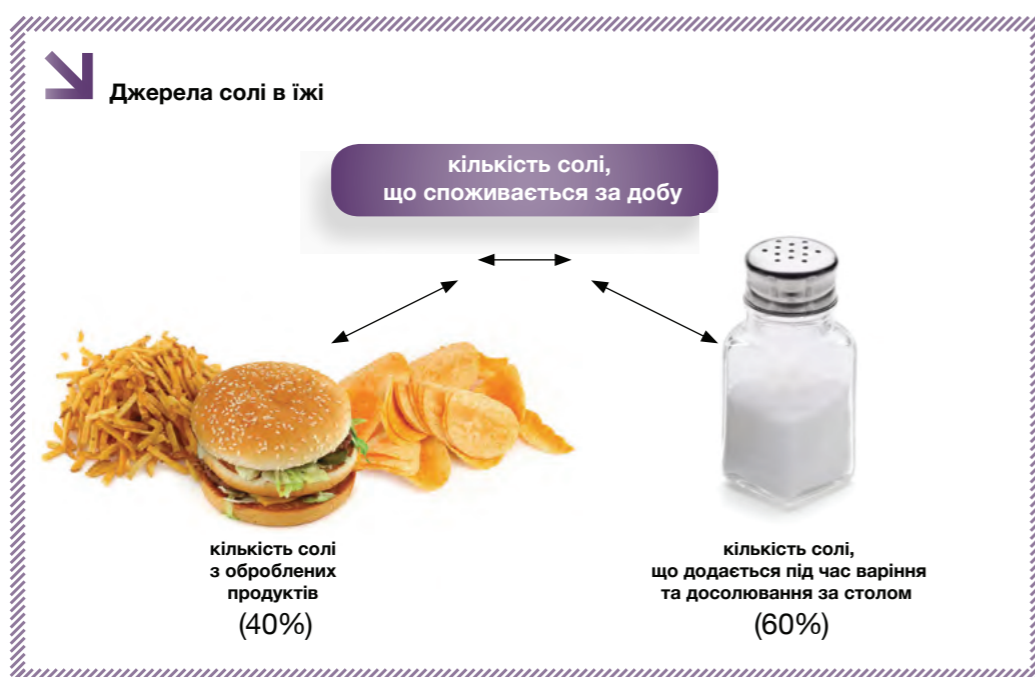 Джерела солі в їжі
кількість солі,
що споживається за добу
кількість солі
з оброблених
продуктів
(40%)
кількість солі,
що додається під час варіння
та досолювання за столом
(60%)